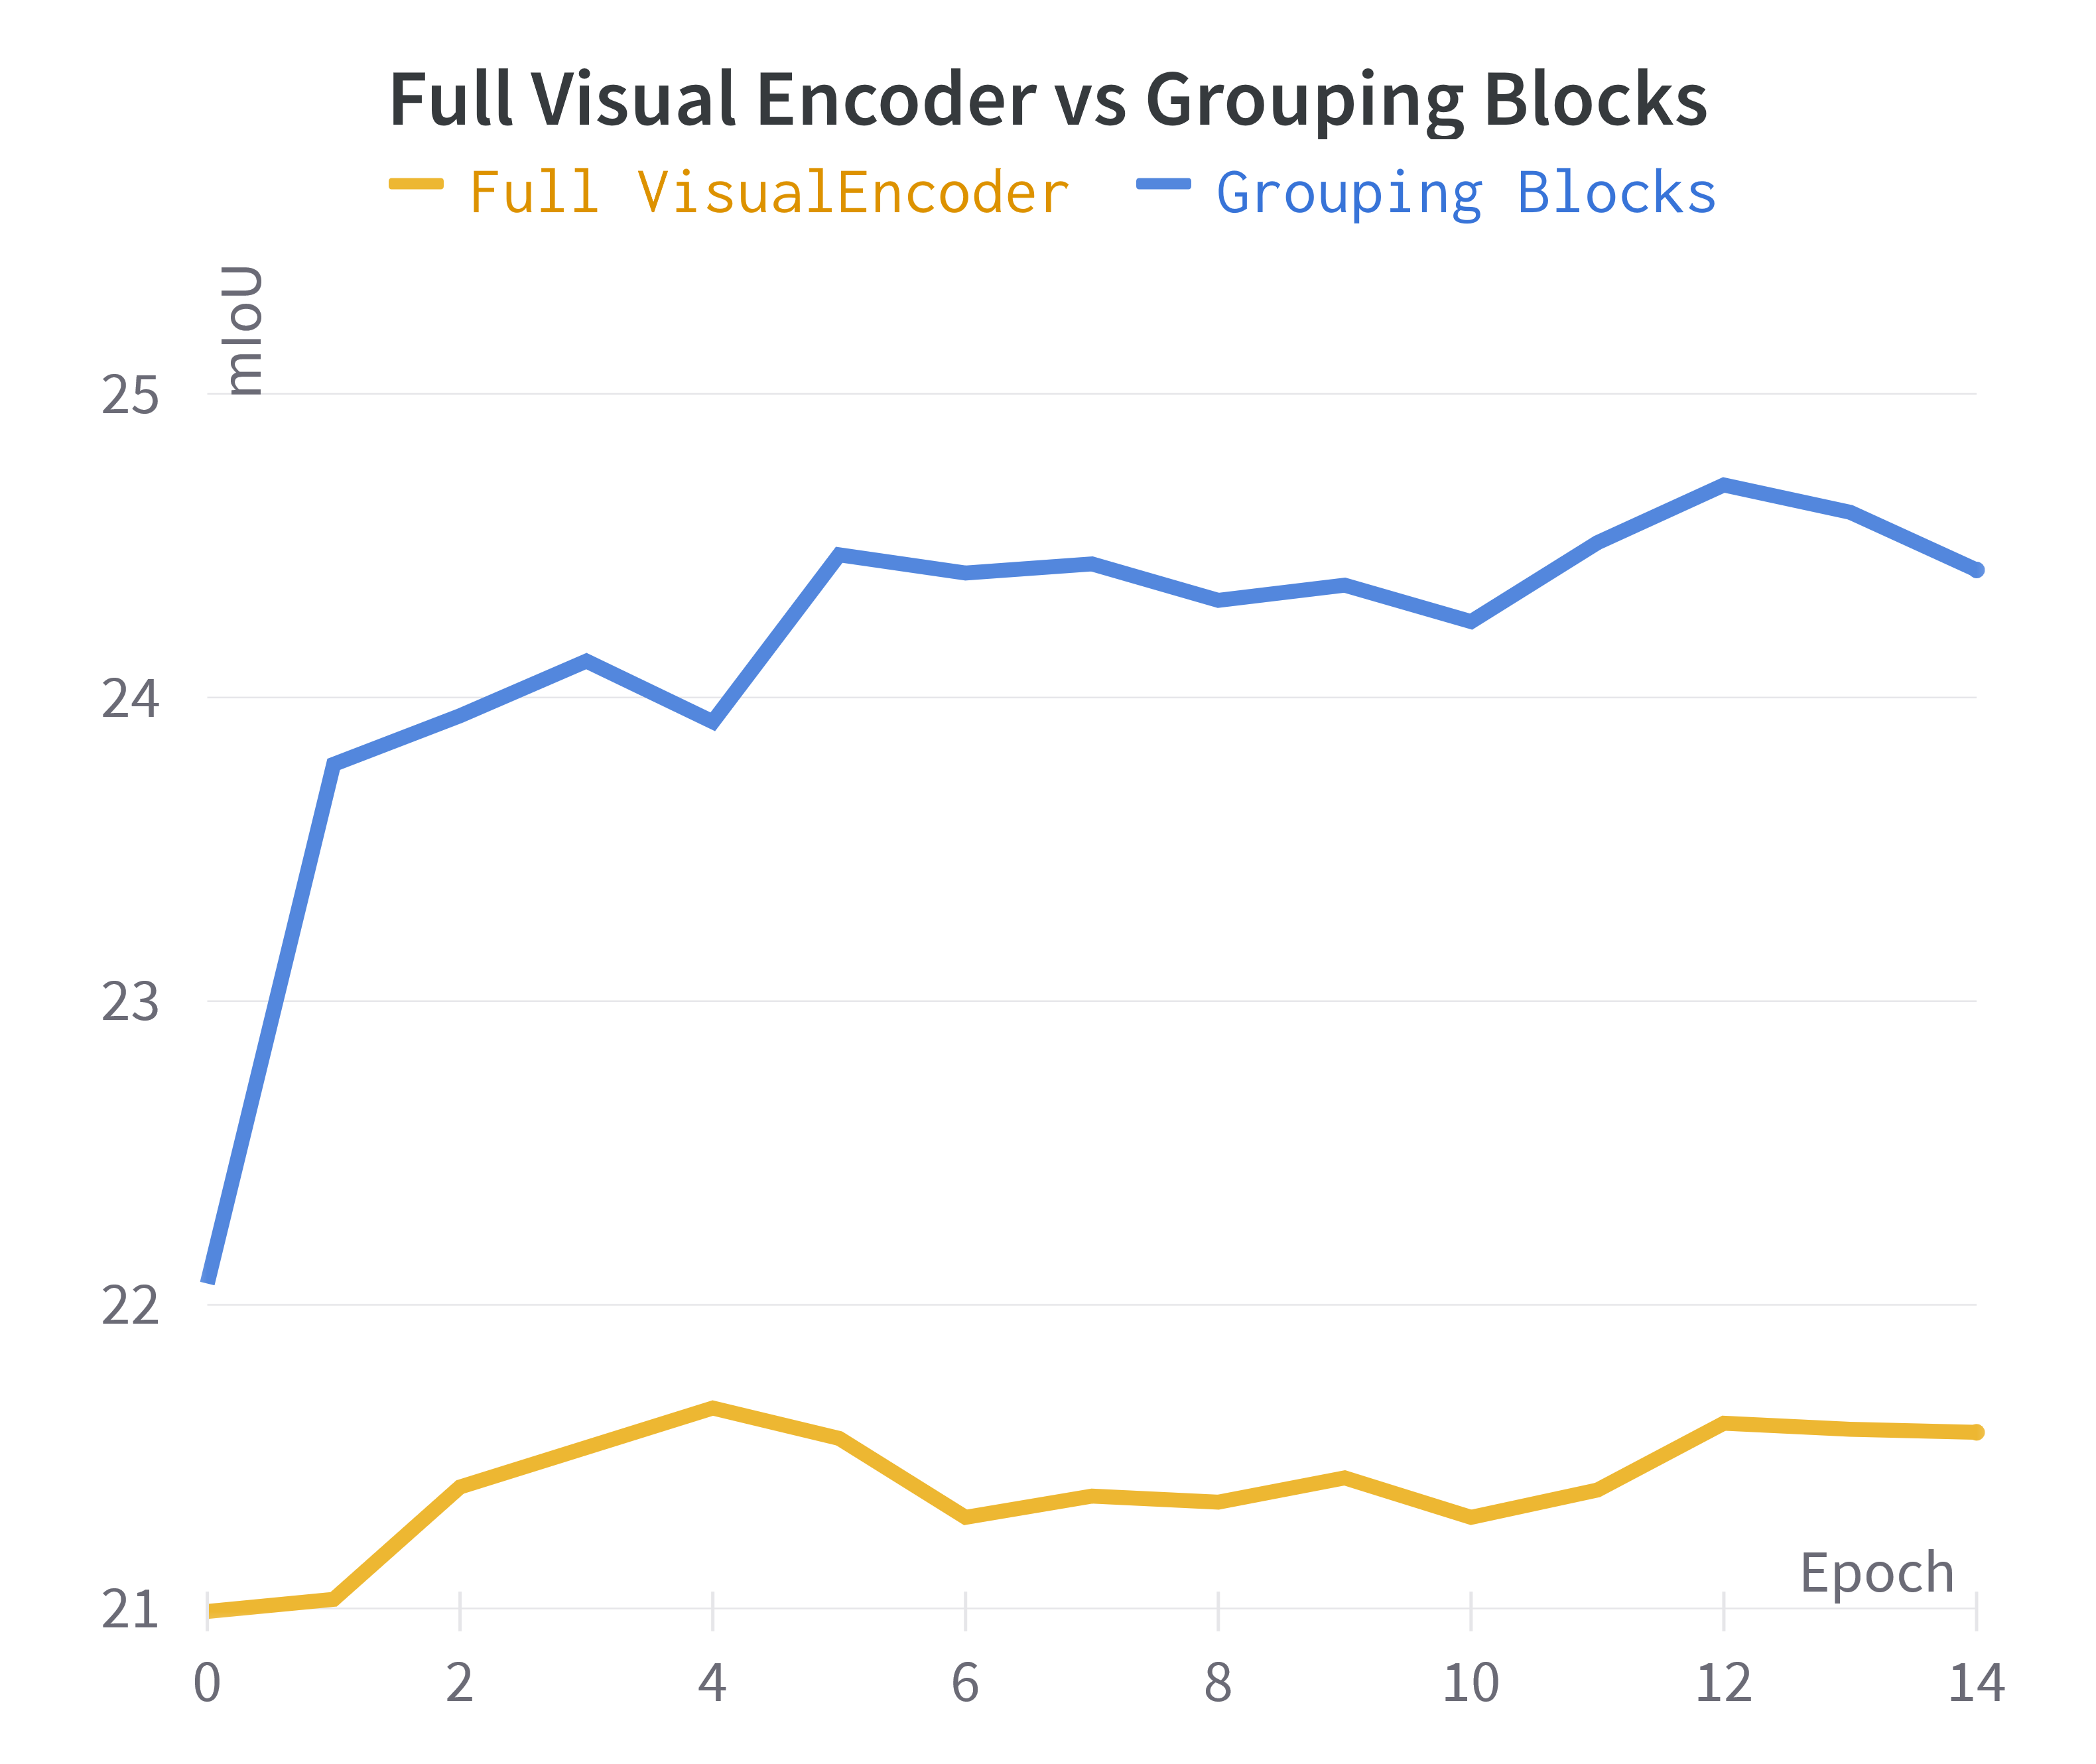 Full Visual Encoder vs Grouping Blocks
Full VisualEncoder Grouping Blocks
mIoU
25
24
23
22
21
Epoch
0 2 4 6 8 10 12 14